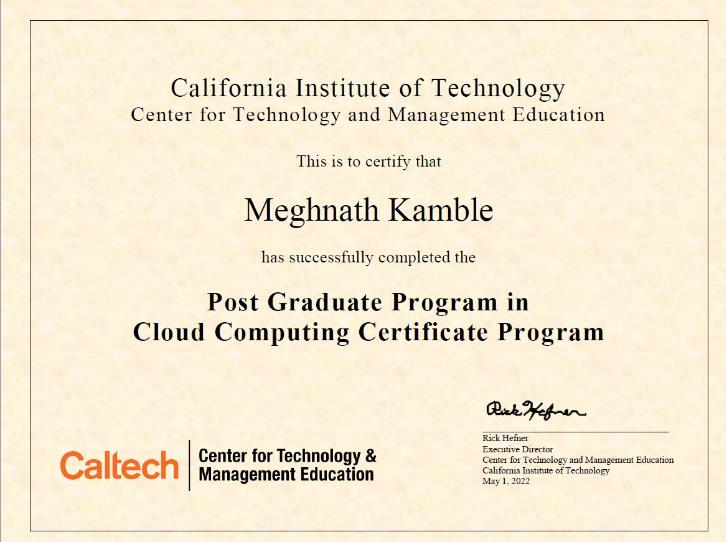 California Institute of Technology
Center for Technology and Management Education
This is to certify that
Meghnath Kamble
has successfully completed the
Post Graduate Program in
Cloud Computing Certificate Program
Rick Hefner
Rick Hefner
Executive Director
Center for Technology and Management Education
California Institute of Technology
May 1, 2022
Caltech
Center for Technology &
Management Education